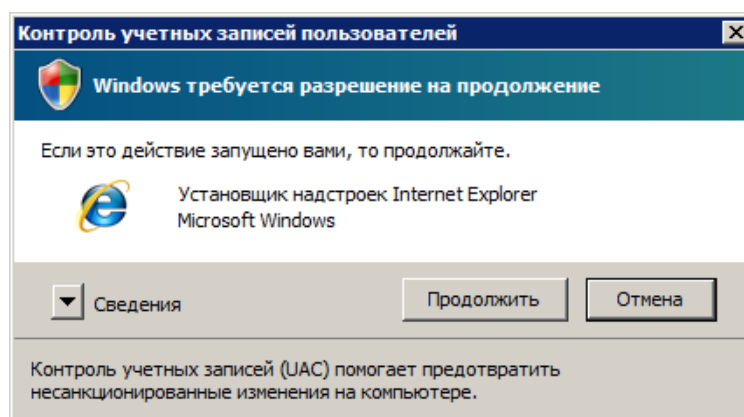 Контроль учетных записей пользователей
Windows требуется разрешение на продолжение
Если это действие запущено вами, то продолжайте.
Установщик надстроек Internet Explorer
Microsoft Windows
Сведения
Продолжить
Отмена
Контроль учетных записей (UAC) помогает предотвратить
несанкционированные изменения на компьютере.